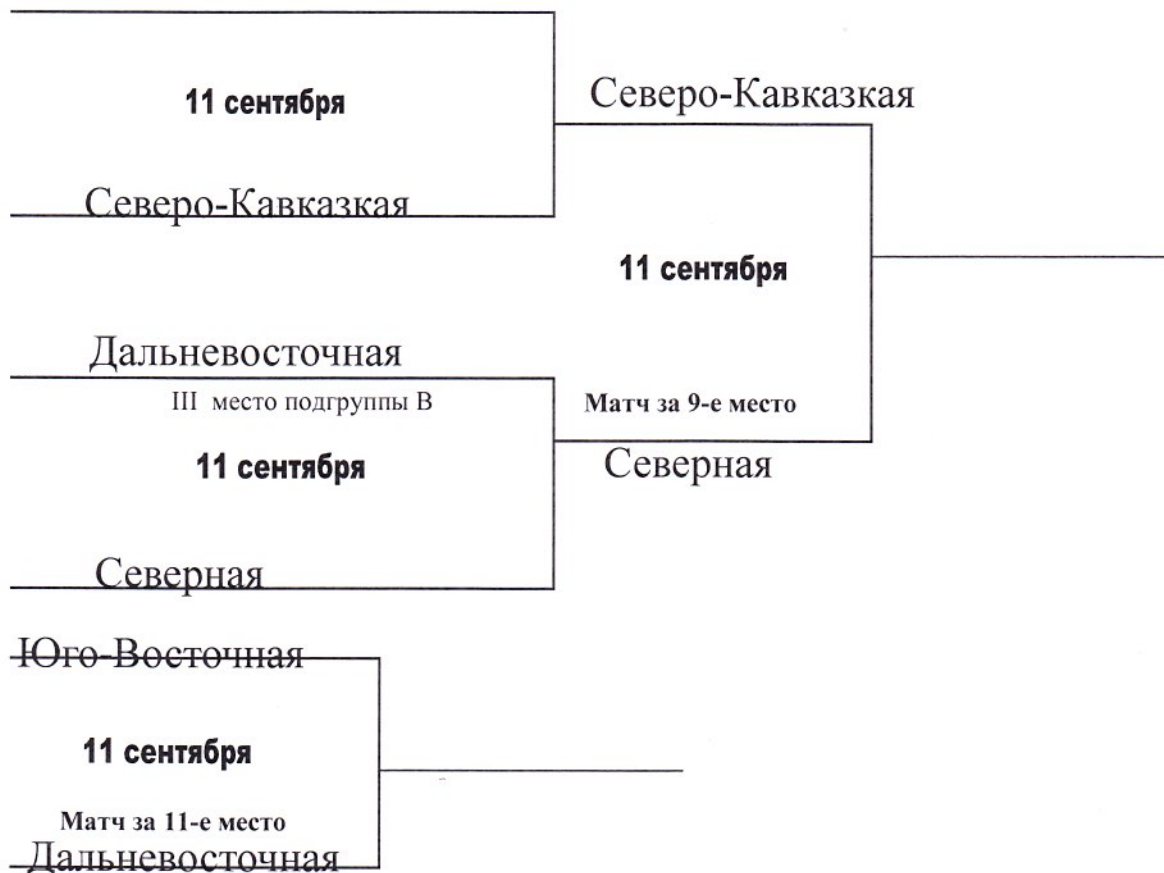 11 сентября
Северо-Кавказкая
Северо-Кавказкая
11 сентября
Дальневосточная
III место подгруппы В
Матч за 9-е место
11 сентября
Северная
Северная
Юго-Восточная
11 сентября
Матч за 11-е место
Дальневосточная